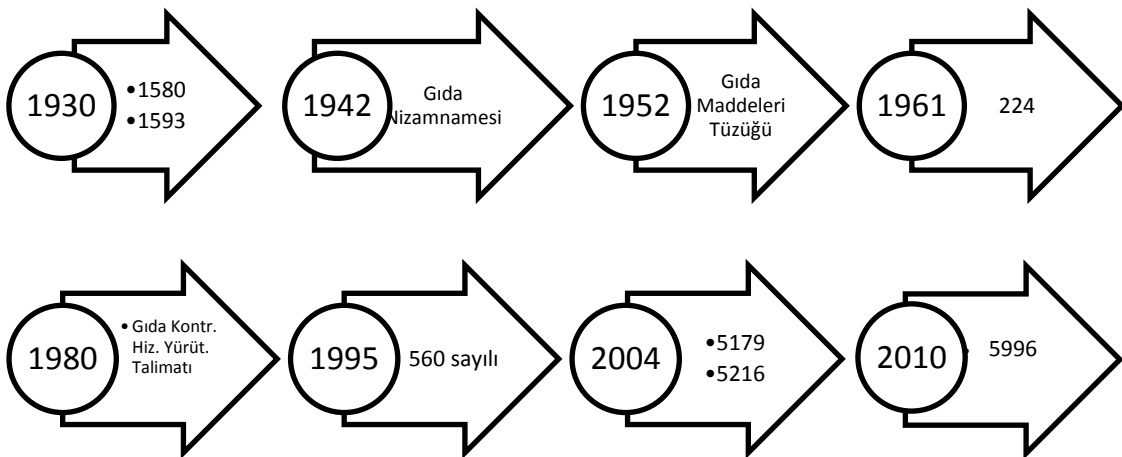 1930
•1580
•1593
1942
Gıda
Nizamnamesi
1952
Gıda
Maddeleri
Tüzüğü
1961
224
1980
• Gıda Kontr.
Hiz. Yürüt.
Talimatı
1995
560 sayılı
2004
•5179
•5216
2010
• 5996